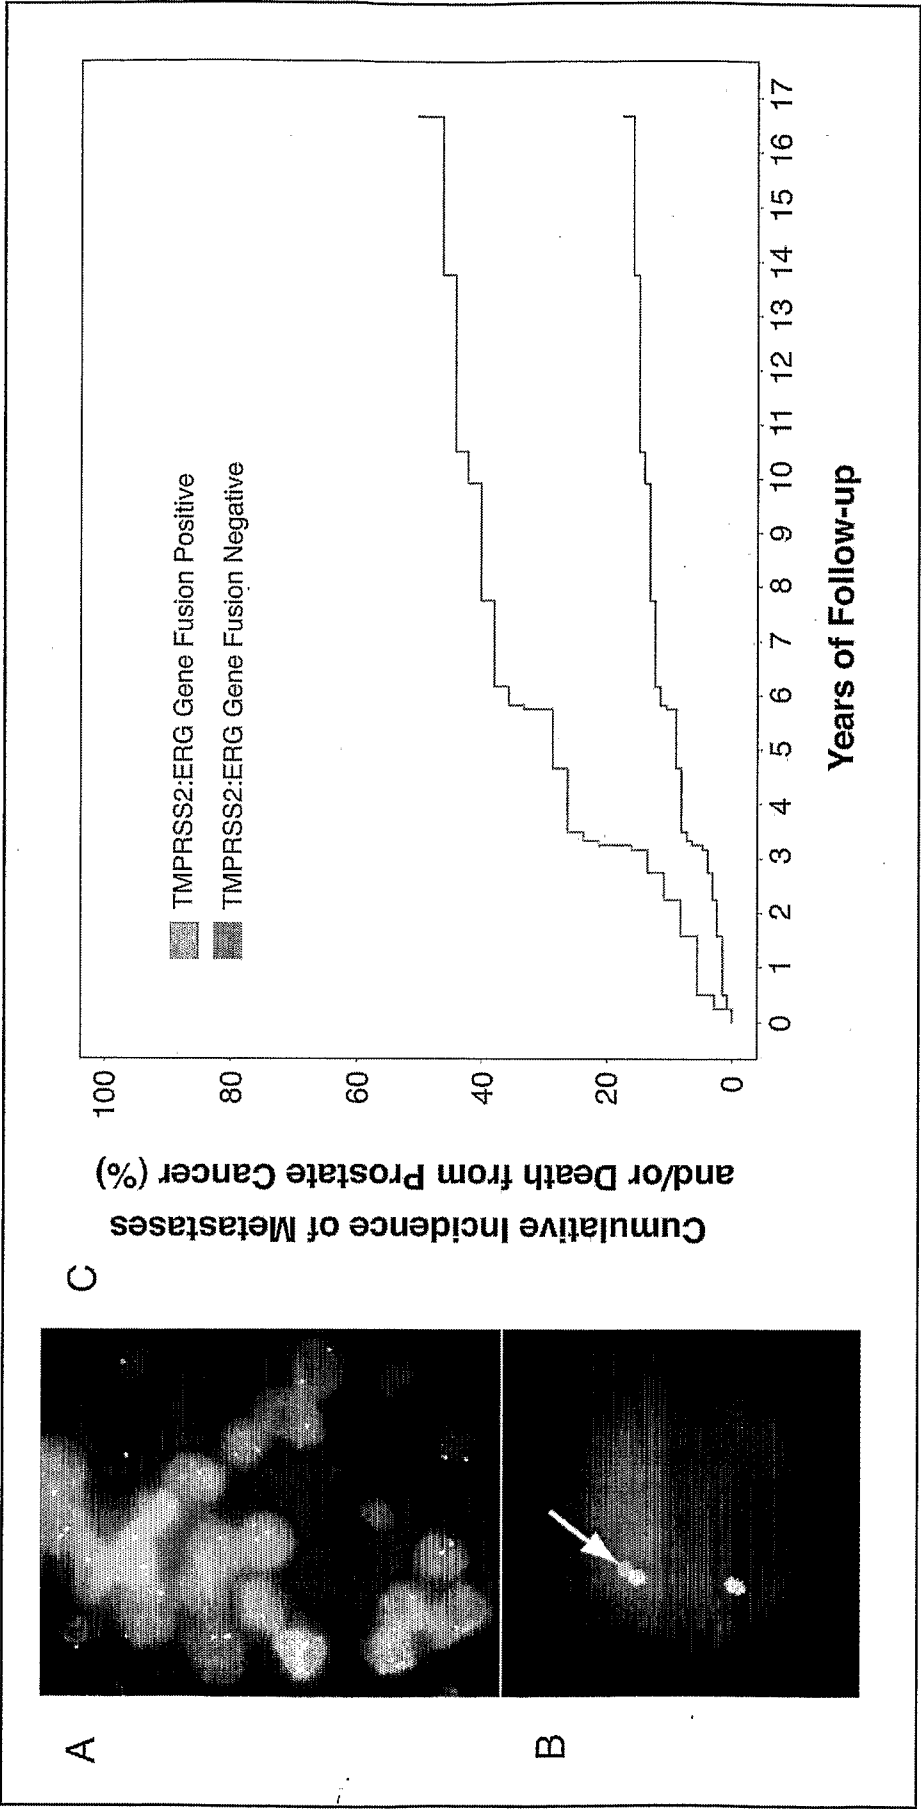 A
B
C
Cumulative Incidence of Metastases
and/or Death from Prostate Cancer (%)
100
80
60
40
20
0
TMPRSS2:ERG Gene Fusion Positive
TMPRSS2:ERG Gene Fusion Negative
0 1 2 3 4 5 6 7 8 9 10 11 12 13 14 15 16 17
Years of Follow-up